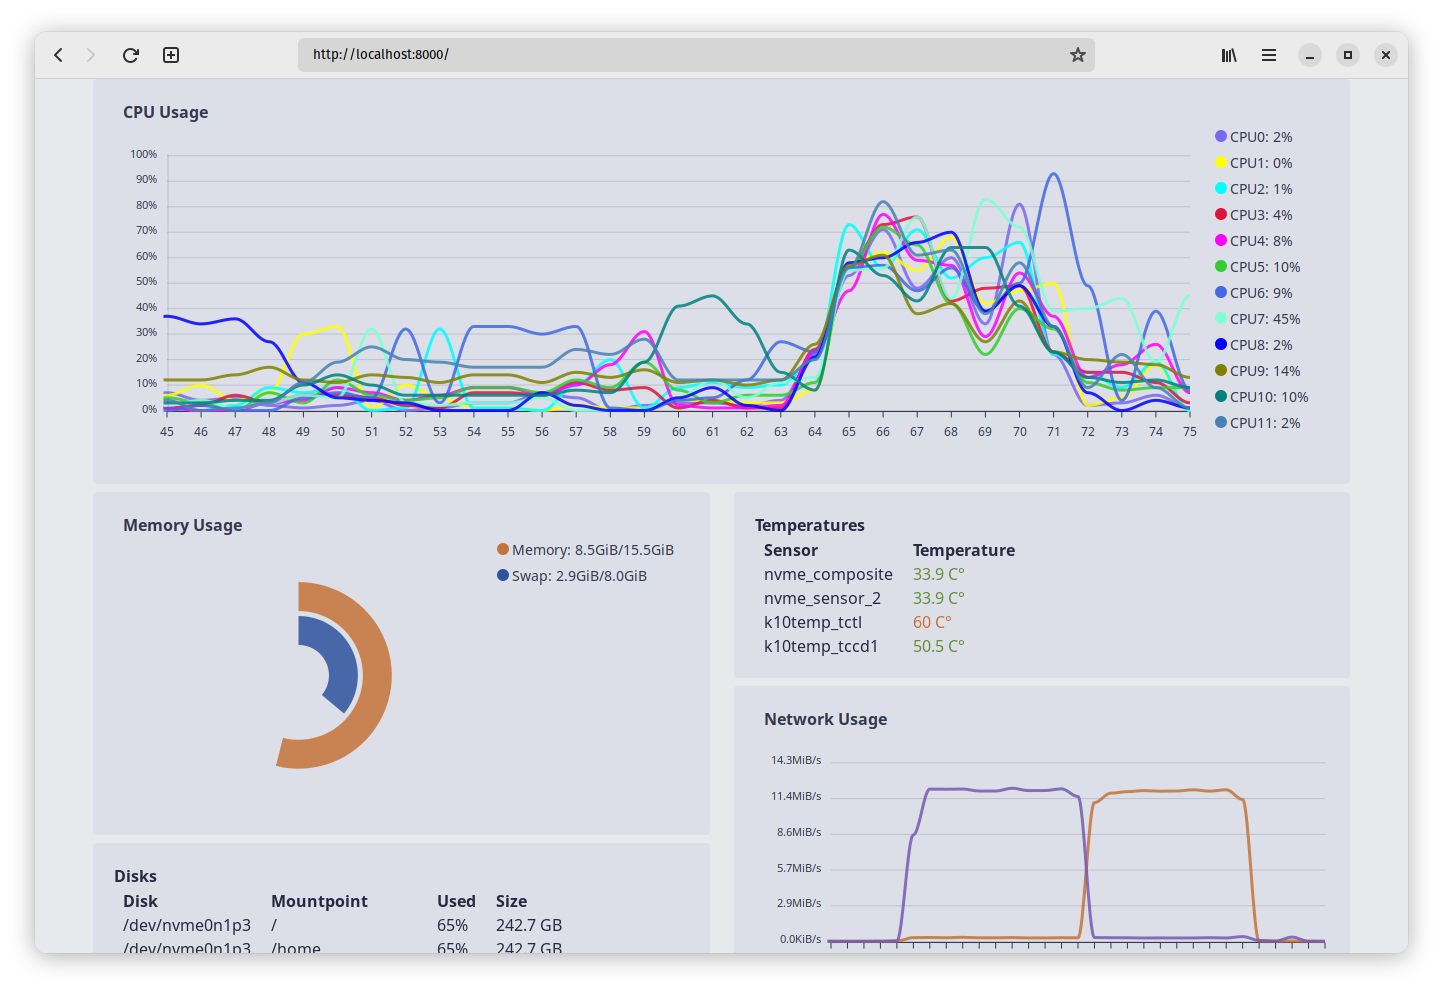 http://localhost:8000/
CPU Usage
CPU0: 2%
CPU1: 0%
CPU2: 1%
CPU3: 4%
CPU4: 8%
CPU5: 10%
CPU6: 9%
CPU7: 45%
CPU8: 2%
CPU9: 14%
CPU10: 10%
CPU11: 2%
100%
90%
80%
70%
60%
50%
40%
30%
20%
10%
0%
45 46 47 48 49 50 51 52 53 54 55 56 57 58 59 60 61 62 63 64 65 66 67 68 69 70 71 72 73 74 75
Memory Usage
Memory: 8.5GiB/15.5GiB
Swap: 2.9GiB/8.0GiB
Temperatures
Sensor Temperature
nvme_composite 33.9 C°
nvme_sensor_2 33.9 C°
k10temp_tctl 60 C°
k10temp_tccd1 50.5 C°
Network Usage
14.3MiB/s
11.4MiB/s
8.6MiB/s
5.7MiB/s
2.9MiB/s
0.0KiB/s
Disks
Disk Mountpoint Used Size
/dev/nvme0n1p3 / 65% 242.7 GB
/dev/nvme0n1p3 /home 65% 242.7 GB